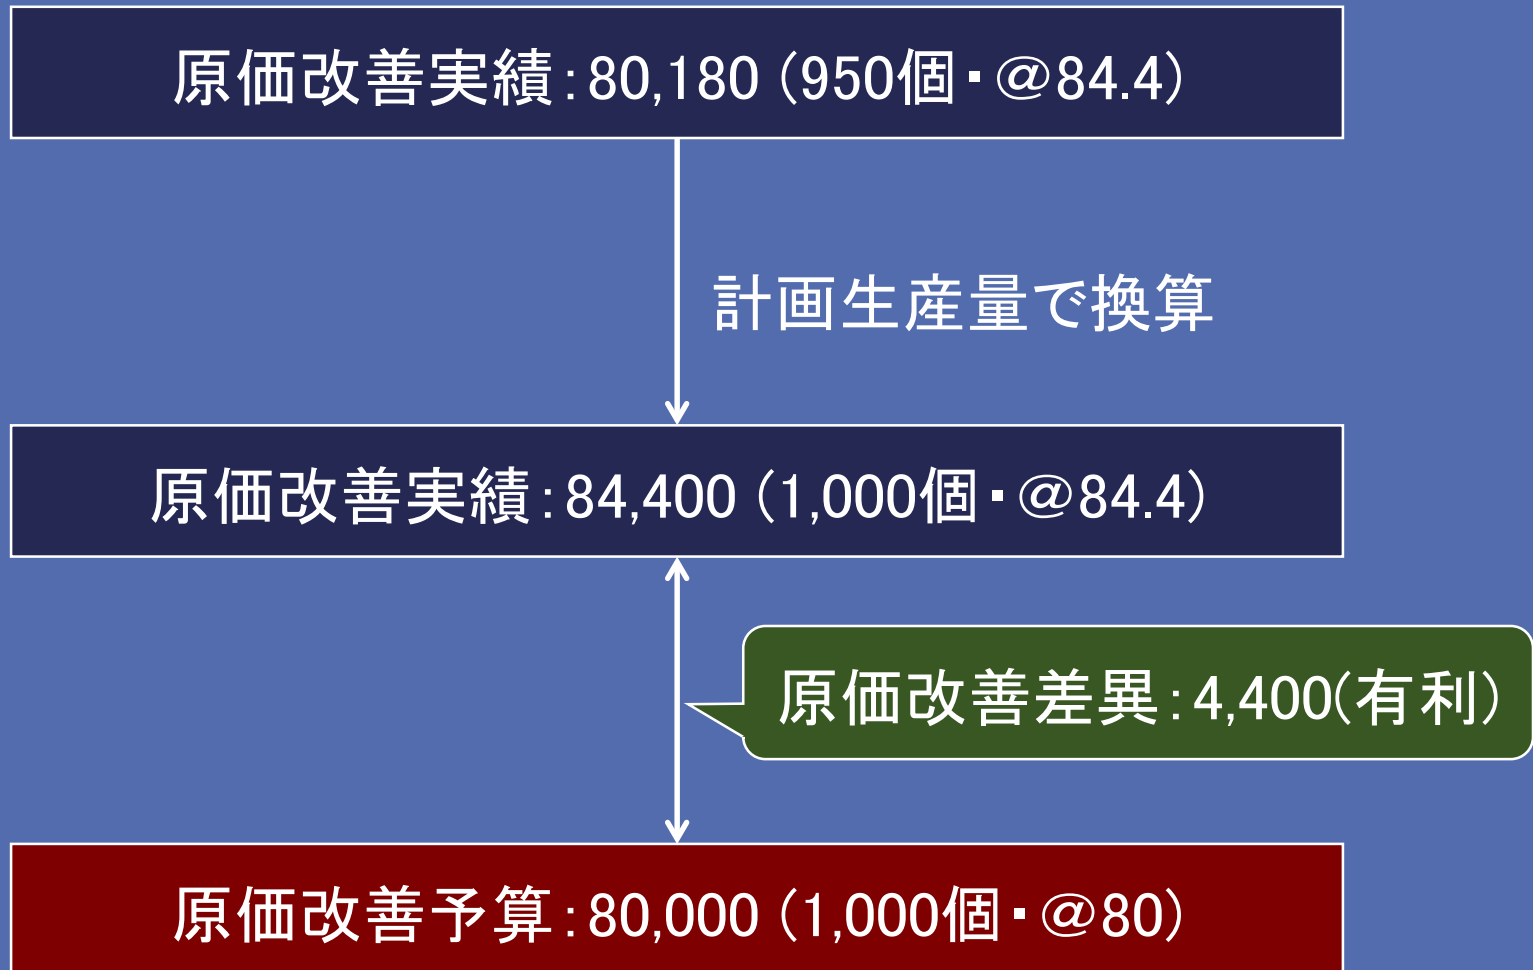 原価改善実績:80,180(950個・@84.4)
計画生産量で換算
原価改善実績:84,400(1,000個・@84.4)
原価改善差異:4,400(有利)
原価改善予算:80,000(1,000個・@80)